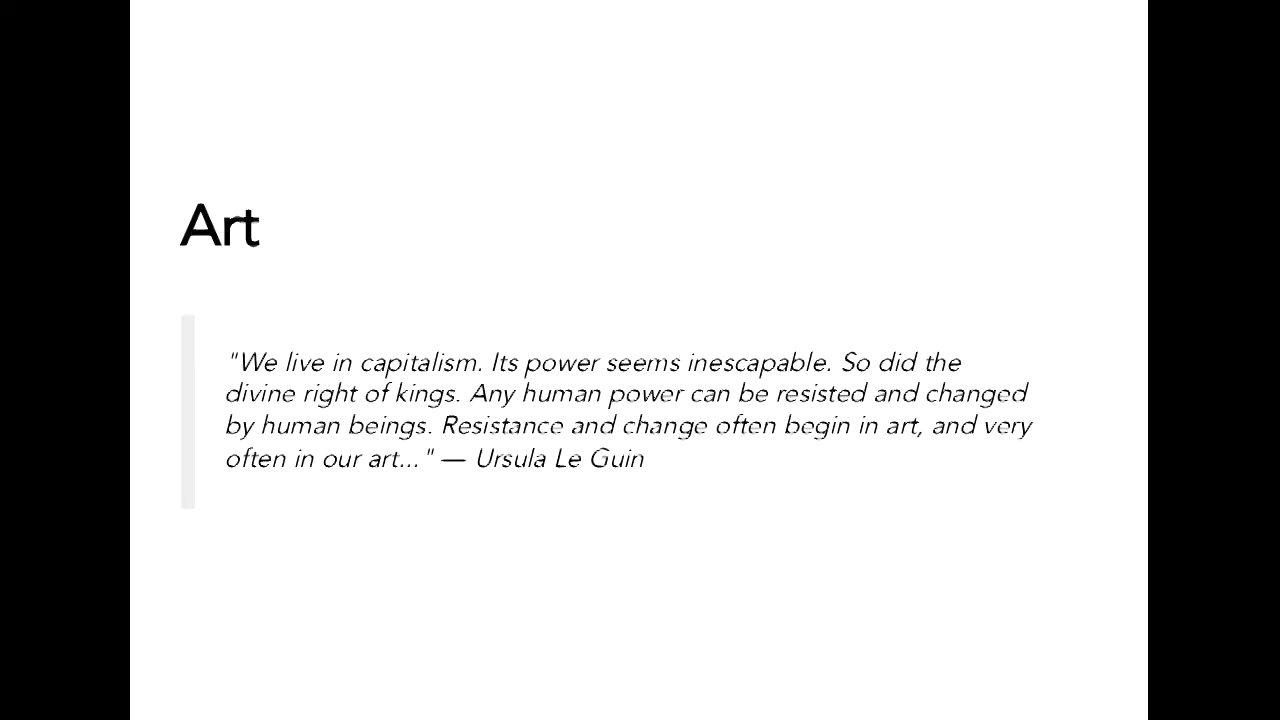 Art
"We live in capitalism. Its power seems inescapable. So did the
divine right of kings. Any human power can be resisted and changed
by human beings. Resistance and change often begin in art, and very
often in our art..." — Ursula Le Guin